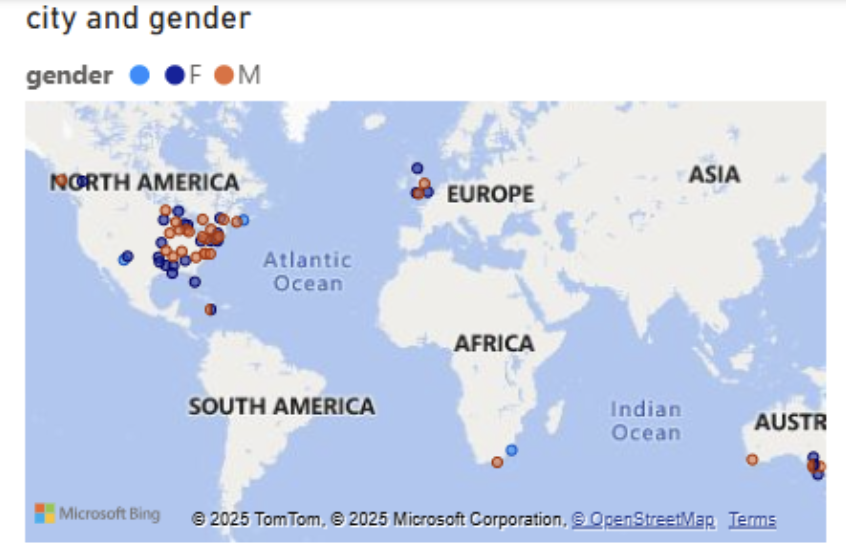 city and gender
gender F M
NORTH AMERICA
EUROPE
ASIA
Atlantic
Ocean
AFRICA
SOUTH AMERICA
Indian
Ocean
AUSTR
Microsoft Bing
© 2025 TomTom, © 2025 Microsoft Corporation, © OpenStreetMap Terms